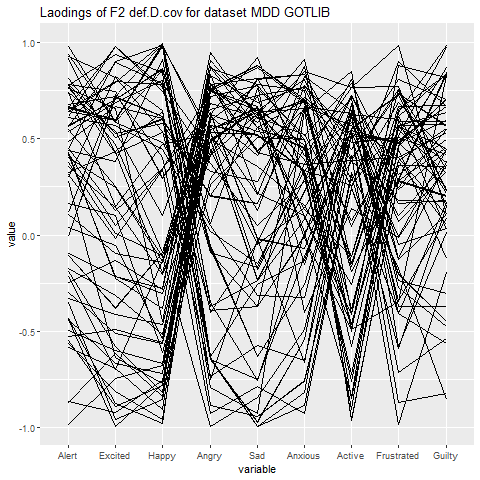 Laodings of F2 def.D.cov for dataset MDD GOTLIB
1.0
0.5
0.0
-0.5
-1.0
value
Alert Excited Happy Angry Sad Anxious Active Frustrated Guilty
variable